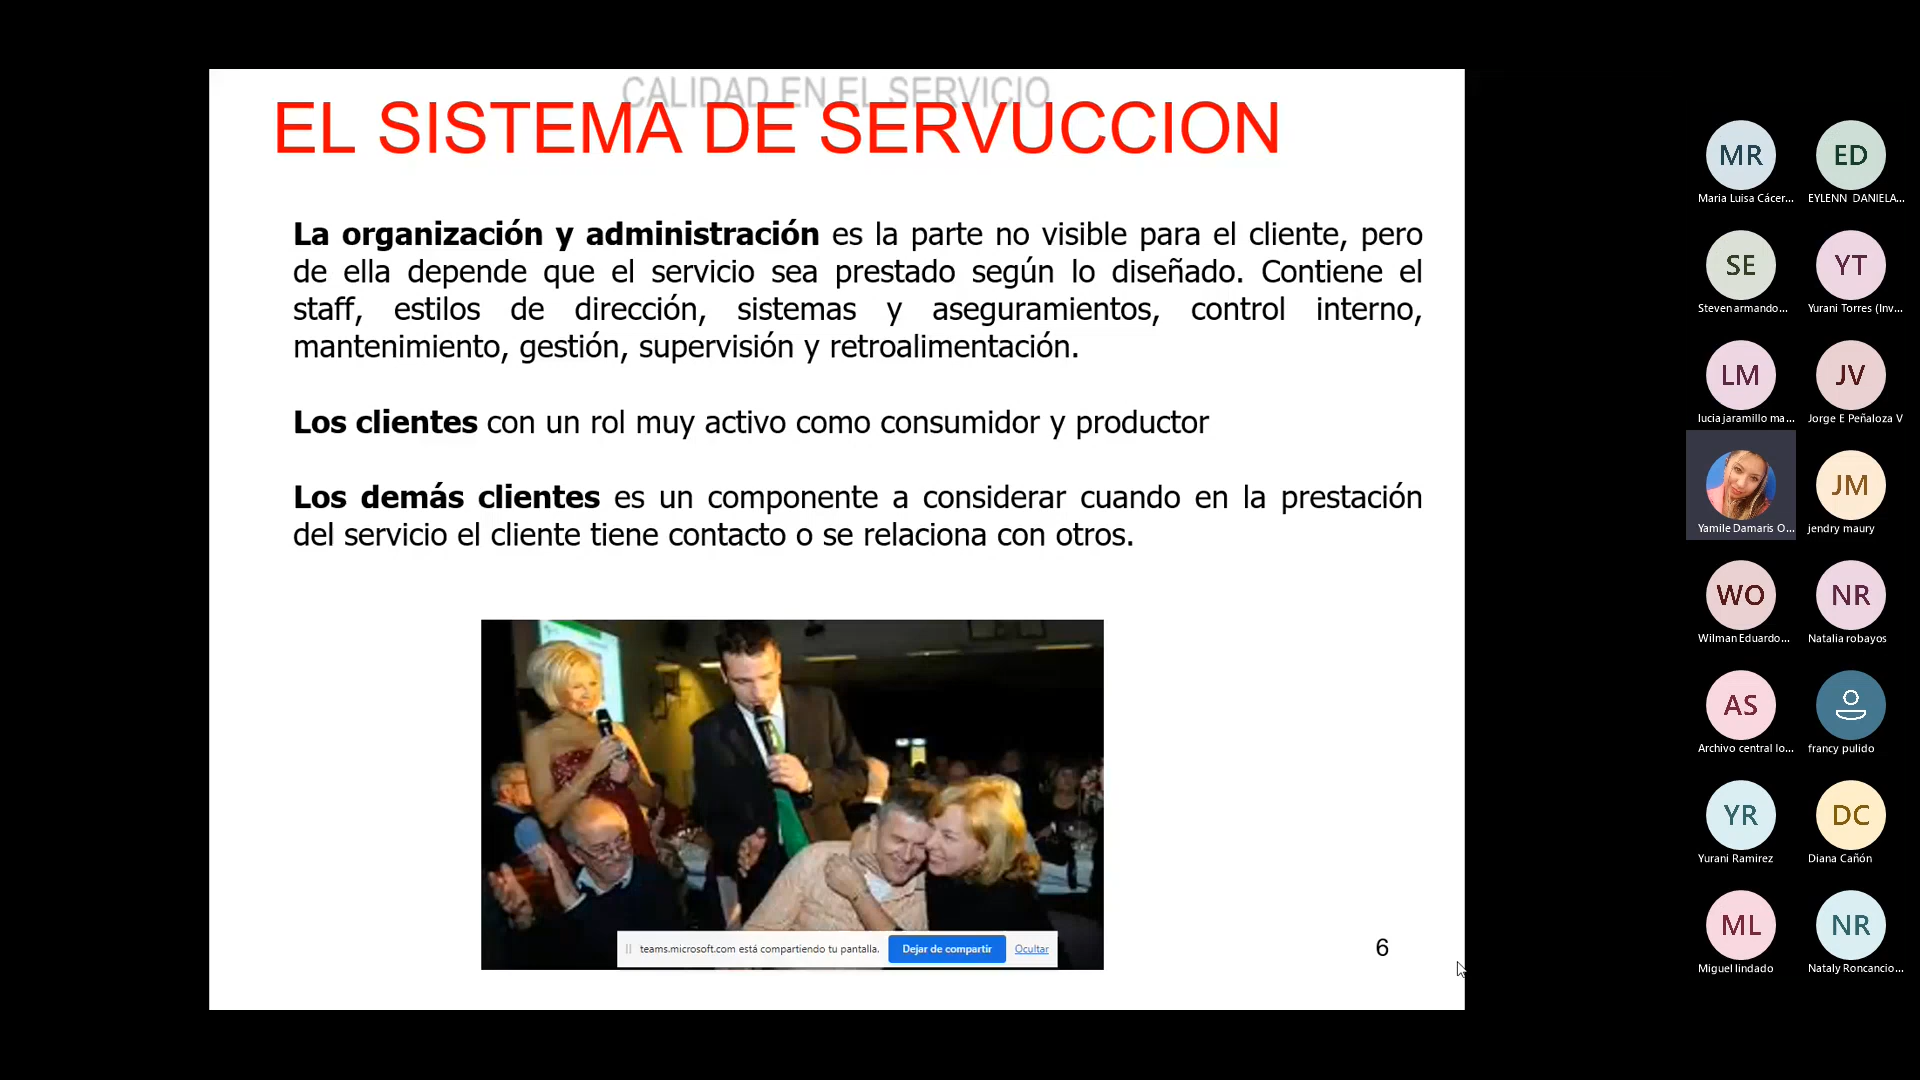 CALIDAD EN EL SERVICIO
EL SISTEMA DE SERVUCCION
La organización y administración es la parte no visible para el cliente, pero
de ella depende que el servicio sea prestado según lo diseñado. Contiene el
staff, estilos de dirección, sistemas y aseguramientos, control interno,
mantenimiento, gestión, supervisión y retroalimentación.
Los clientes con un rol muy activo como consumidor y productor
Los demás clientes es un componente a considerar cuando en la prestación
del servicio el cliente tiene contacto o se relaciona con otros.
teams.microsoft.com está compartiendo tu pantalla. Dejar de compartir Ocultar
6
MR ED
Maria Luisa Cácer... EYLENN DANIELA...
SE YT
Steven armando... Yurani Torres (Inv...
LM JV
lucia jaramillo ma... Jorge E Peñaloza V
JM
Yamile Damaris O... jendry maury
WO NR
Wilman Eduardo... Natalia robayos
AS
Archivo central lo... francy pulido
YR DC
Yurani Ramirez Diana Cañón
ML NR
Miguel lindado Nataly Roncancio...